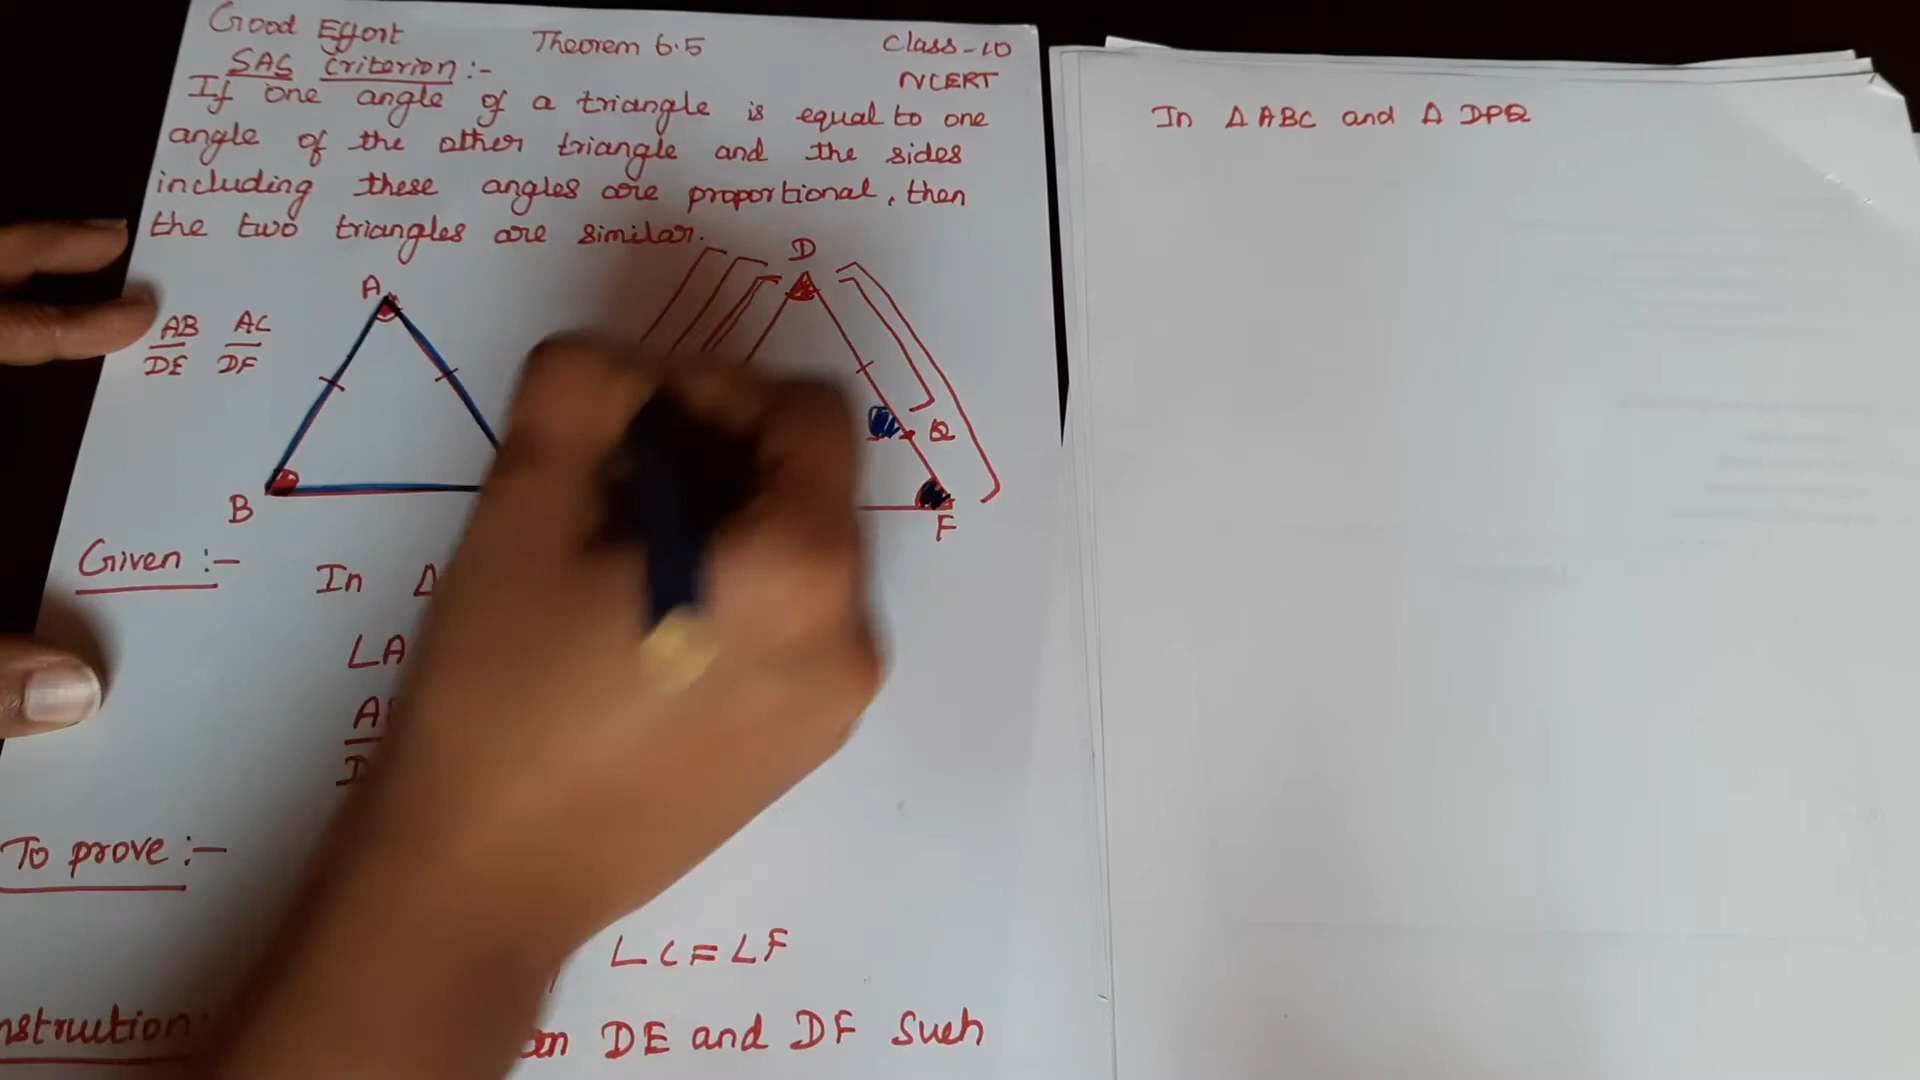 Good Effort Theorem 6.5 Class-10
SAS Criterion :- NCERT
If one angle of a triangle is equal to one
angle of the other triangle and the sides
including these angles are proportional, then
the two triangles are similar.
D
A
AB AC
DE DF
Q
B
F
Given :- In Δ
∠A
To prove :-
∠C = ∠F
DE and DF Such
In Δ ABC and Δ DPQ